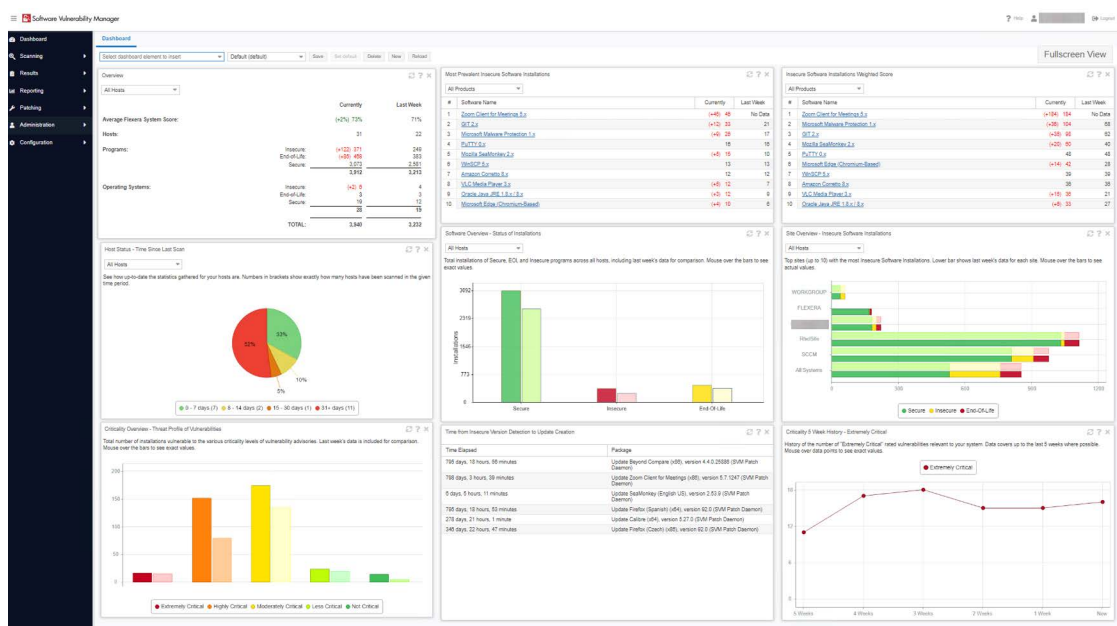 Software Vulnerability Manager
Help
Logout
Dashboard
Scanning
Results
Reporting
Patching
Administration
Configuration
Dashboard
Select dashboard element to insert
Default (default)
Save
Set default
Delete
New
Reload
Fullscreen View
Overview
All Hosts
Currently Last Week
Average Flexera System Score: (+2%) 73% 71%
Hosts: 31 22
Programs: Insecure: (+123) 371 248
End-of-Life: 383
Secure: 3,073 2,581
3,912 3,213
Operating Systems: Insecure: (+2) 6 4
End-of-Life: 3 3
Secure: 19 12
28 19
TOTAL: 3,940 3,232
Most Prevalent Insecure Software Installations
All Products
# Software Name Currently Last Week
1 Zoom Client for Meetings 5.x (+46) 46 No Data
2 GIT 2.x (+12) 33 21
3 Microsoft Malware Protection 1.x (+9) 26 17
4 PuTTY 0.x 16 16
5 Mozilla SeaMonkey 2.x (+5) 15 10
6 WinSCP 5.x 13 13
7 Amazon Corretto 8.x 12 12
8 VLC Media Player 3.x (+5) 12 7
9 Oracle Java JRE 1.8.x / 8.x (+3) 12 9
10 Microsoft Edge (Chromium-Based) (+4) 10 6
Insecure Software Installations Weighted Score
All Products
# Software Name Currently Last Week
1 Zoom Client for Meetings 5.x (+184) 184 No Data
2 Microsoft Malware Protection 1.x (+36) 104 68
3 GIT 2.x 92
4 Mozilla SeaMonkey 2.x (+20) 60 40
5 PuTTY 0.x 48 48
6 Microsoft Edge (Chromium-Based) (+14) 42 28
7 WinSCP 5.x 39 39
8 Amazon Corretto 8.x 36 36
9 VLC Media Player 3.x (+15) 36 21
10 Oracle Java JRE 1.8.x / 8.x (+6) 33 27
Host Status - Time Since Last Scan
All Hosts
See how up-to-date the statistics gathered for your hosts are. Numbers in brackets show exactly how many hosts have been scanned in the given
time period.
33%
52%
10%
5%
0 - 7 days (7) 8 - 14 days (2) 15 - 30 days (1) 31+ days (11)
Software Overview - Status of Installations
All Hosts
Total installations of Secure, EOL and Insecure programs across all hosts, including last week's data for comparison. Mouse over the bars to see
exact values.
Installations
3092
2319
1546
773
0
Secure Insecure End-Of-Life
Site Overview - Insecure Software Installations
All Hosts
Top sites (up to 10) with the most Insecure Software Installations. Lower bar shows last week's data for each site. Mouse over the bars to see
actual values.
WORKGROUP
FLEXERA
SCCM
All Systems
0 300 600 900 1200
Secure Insecure End-Of-Life
Criticality Overview - Threat Profile of Vulnerabilities
Total number of installations vulnerable to the various criticality levels of vulnerability advisories. Last week's data is included for comparison.
Mouse over the bars to see exact values.
200
150
100
50
0
Extremely Critical Highly Critical Moderately Critical Less Critical Not Critical
Time from Insecure Version Detection to Update Creation
Time Elapsed Package
795 days, 18 hours, 56 minutes Update Beyond Compare (x86), version 4.4.0.25886 (SVM Patch
Daemon)
798 days, 3 hours, 39 minutes Update Zoom Client for Meetings (x86), version 5.7.1247 (SVM Patch
Daemon)
6 days, 5 hours, 11 minutes Update SeaMonkey (English US), version 2.53.9 (SVM Patch
Daemon)
785 days, 18 hours, 53 minutes Update Firefox (Spanish) (x64), version 92.0 (SVM Patch Daemon)
276 days, 21 hours, 1 minute Update Calibre (x64), version 5.27.0 (SVM Patch Daemon)
346 days, 22 hours, 47 minutes Update Firefox (Czech) (x86), version 92.0 (SVM Patch Daemon)
Criticality 5 Week History - Extremely Critical
History of the number of "Extremely Critical" rated vulnerabilities relevant to your system. Data covers up to the last 5 weeks where possible.
Mouse over data points to see exact values.
Extremely Critical
12
5 Weeks 4 Weeks 3 Weeks 2 Weeks 1 Week Now